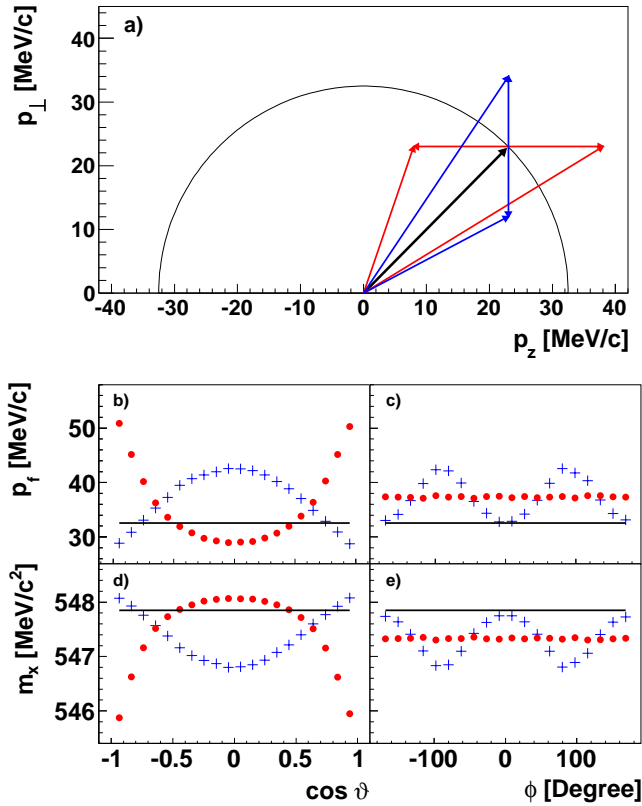 a)
p⊥ [MeV/c]
40
30
20
10
0
-40 -30 -20 -10 0 10 20 30 40
p_z [MeV/c]
b)
c)
p_f [MeV/c]
50
40
30
d)
e)
m_x [MeV/c²]
548
547
546
-1 -0.5 0 0.5 1
-100 0 100
cos ϑ
ϕ [Degree]